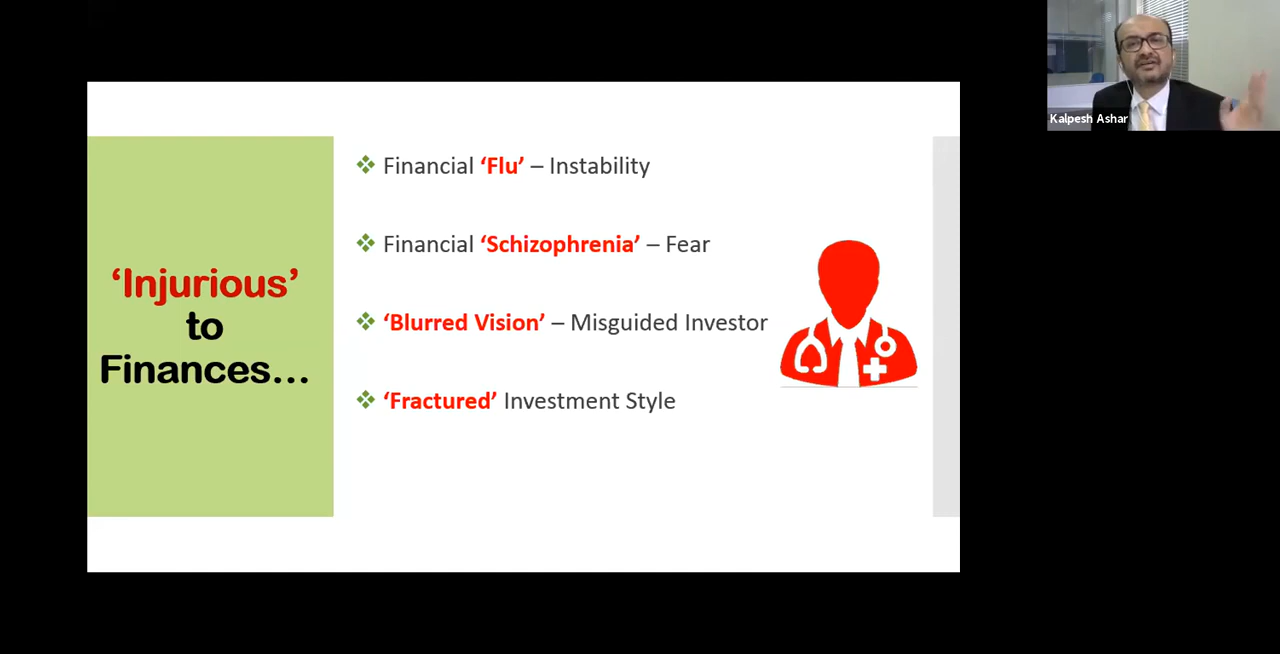 ‘Injurious’
to
Finances...
❖ Financial ‘Flu’ – Instability
❖ Financial ‘Schizophrenia’ – Fear
❖ ‘Blurred Vision’ – Misguided Investor
❖ ‘Fractured’ Investment Style
Kalpesh Ashar